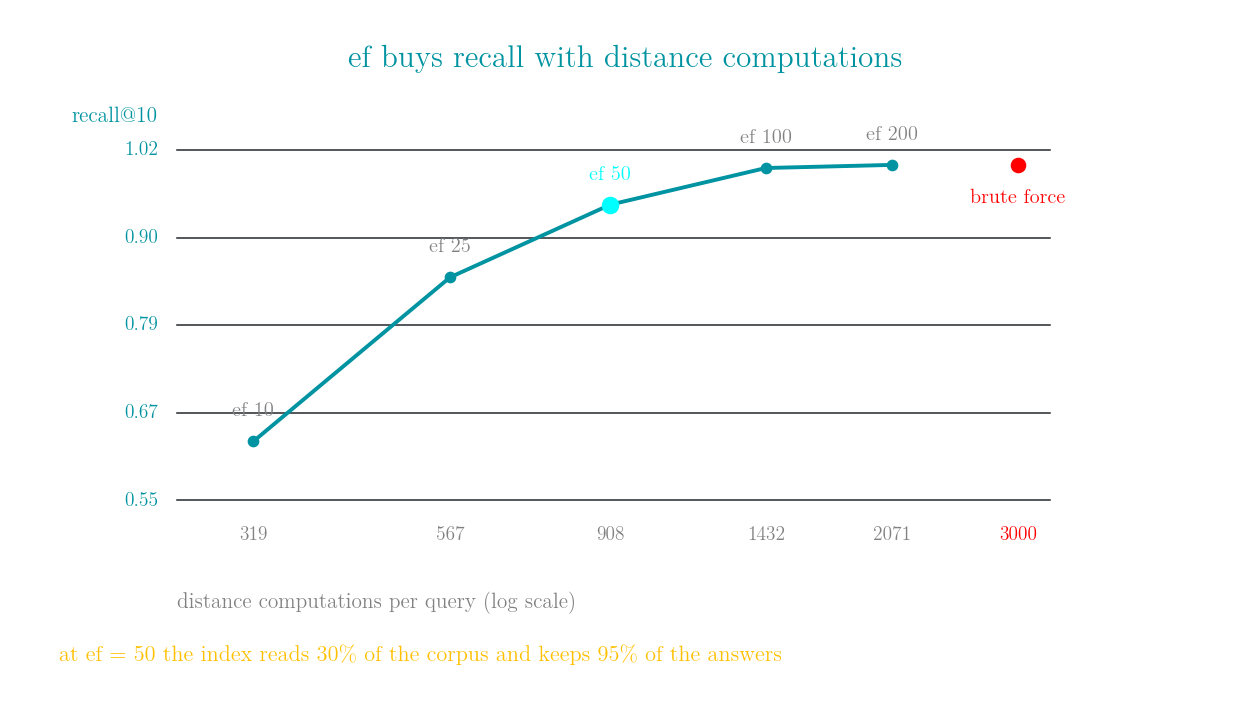 ef buys recall with distance computations
recall@10
1.02
ef 100
ef 200
ef 50
brute force
0.90
ef 25
0.79
0.67
ef 10
0.55
319
567
908
1432
2071
3000
distance computations per query (log scale)
at ef = 50 the index reads 30% of the corpus and keeps 95% of the answers